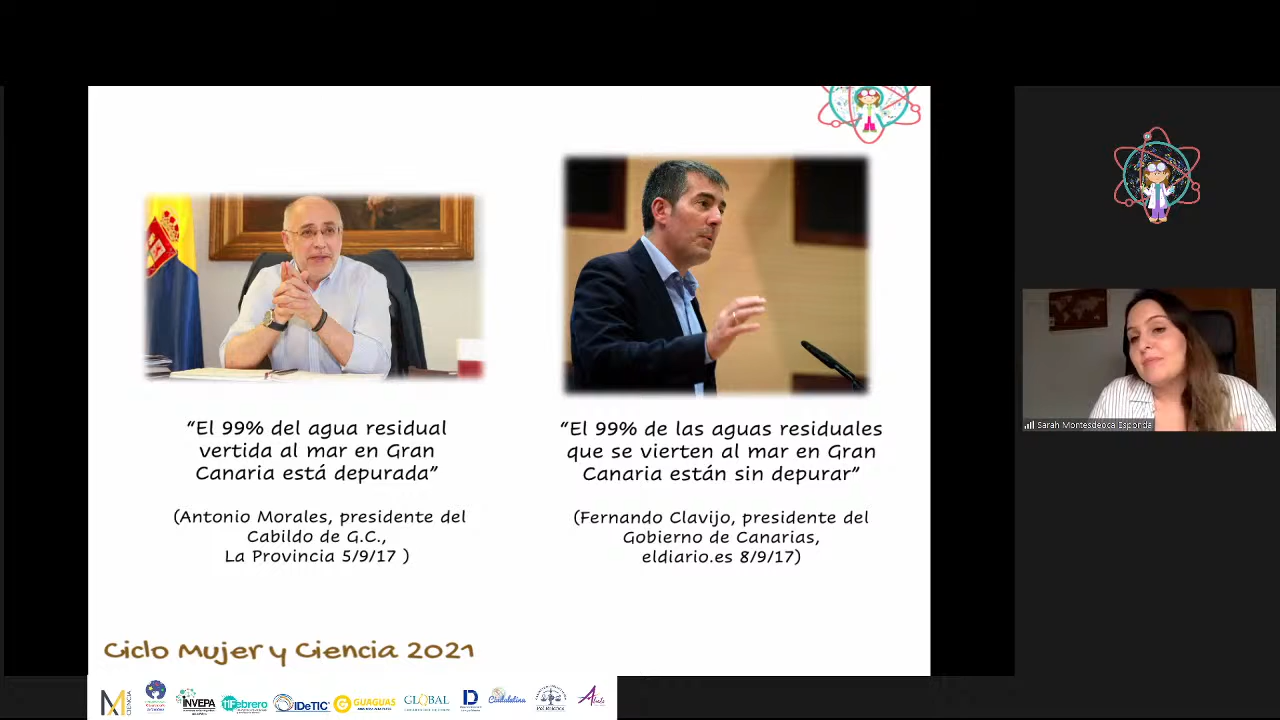 “El 99% del agua residual
vertida al mar en Gran
Canaria está depurada”
(Antonio Morales, presidente del
Cabildo de G.C.,
La Provincia 5/9/17 )
“El 99% de las aguas residuales
que se vierten al mar en Gran
Canaria están sin depurar”
(Fernando Clavijo, presidente del
Gobierno de Canarias,
eldiario.es 8/9/17)
Sarah Montesdeoca Esponda
Ciclo Mujer y Ciencia 2021
CIENCIA
INVEPA
11Febrero
IDeTIC
GUAGUAS
GLOBAL
Ciudadelina